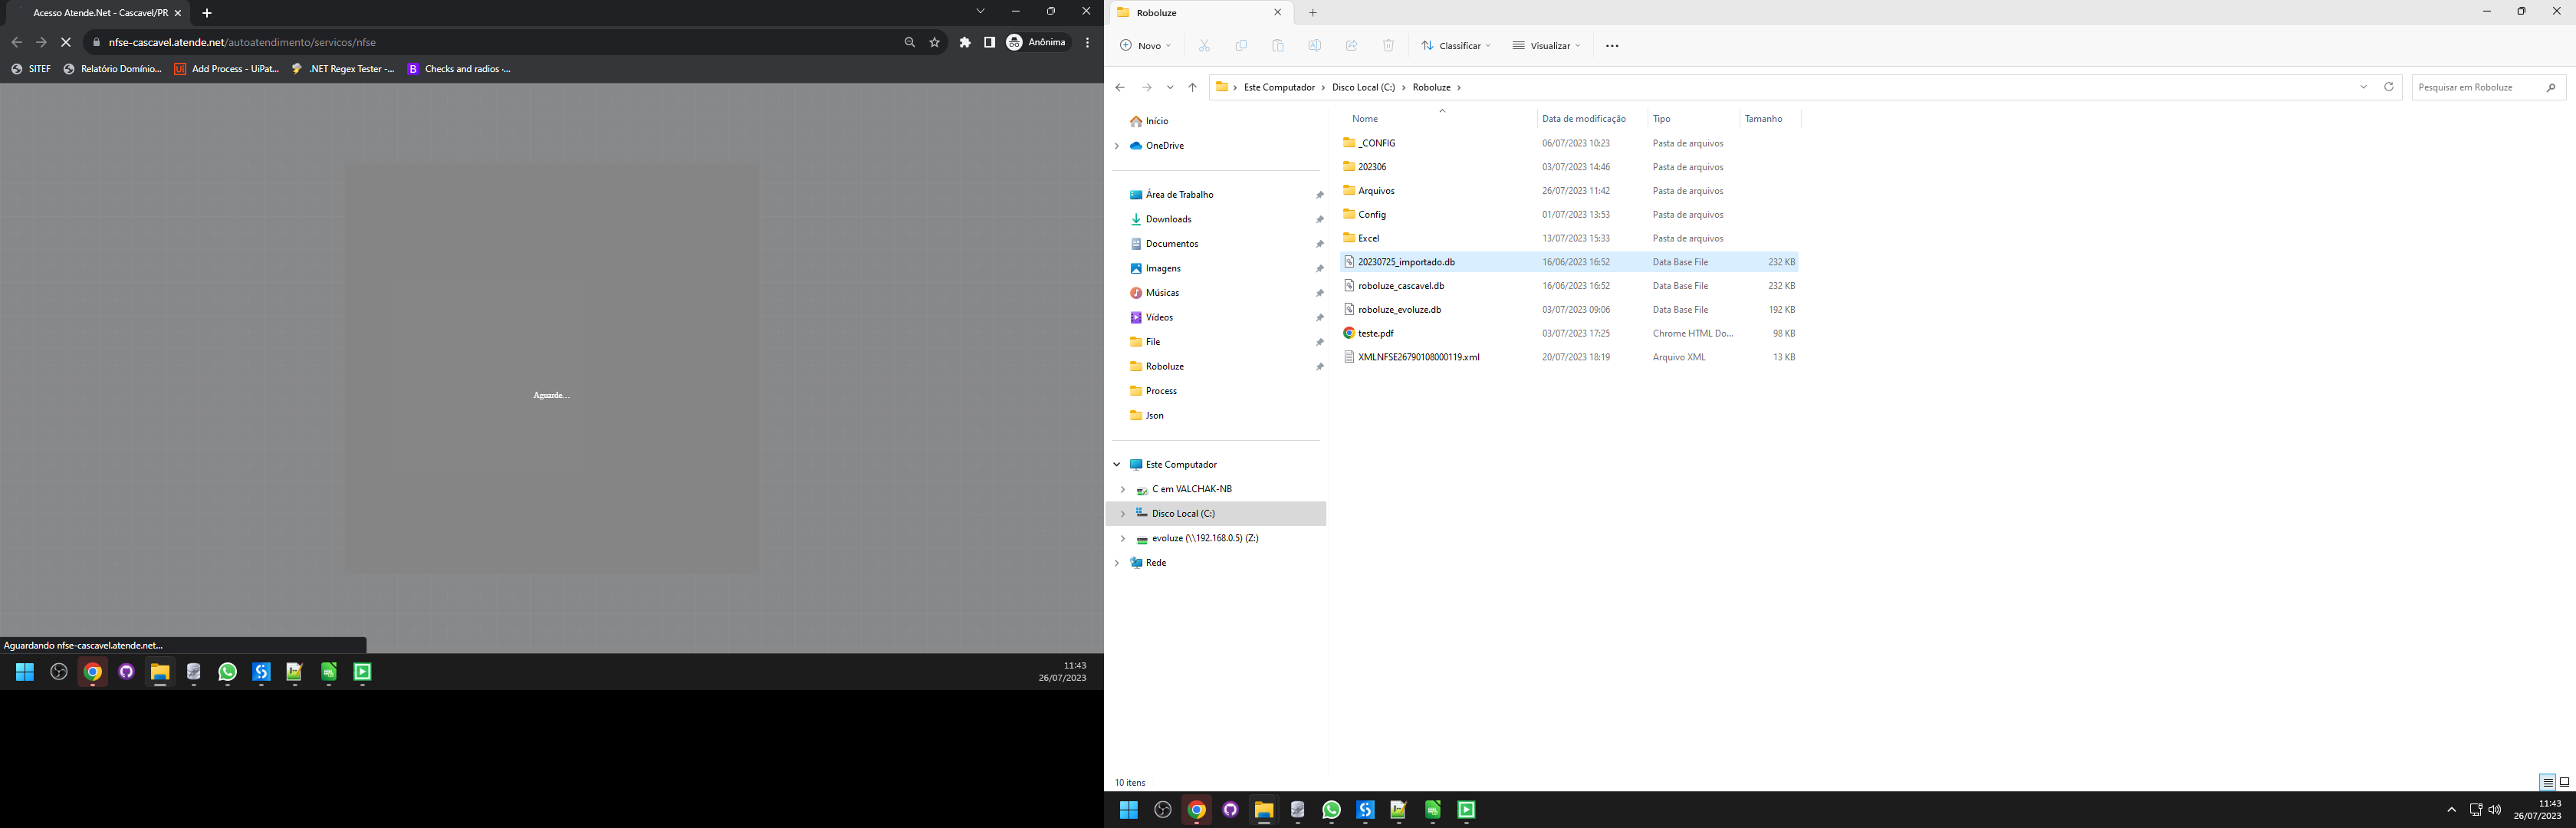 Acesso Atende.Net - Cascavel/PR
nfse-cascavel.atende.net/autoatendimento/servicos/nfse
Anônima
SITEF
Relatório Domínio...
Ui
Add Process - UiPat...
.NET Regex Tester -...
B
Checks and radios ·...
Aguarde...
Aguardando nfse-cascavel.atende.net...
11:43
26/07/2023
Roboluze
Novo
Classificar
Visualizar
Este Computador
Disco Local (C:)
Roboluze
Pesquisar em Roboluze
Início
OneDrive
Área de Trabalho
Downloads
Documentos
Imagens
Músicas
Vídeos
File
Roboluze
Process
Json
Este Computador
C em VALCHAK-NB
Disco Local (C:)
evoluze (\\192.168.0.5) (Z:)
Rede
Nome Data de modificação Tipo Tamanho
_CONFIG 06/07/2023 10:23 Pasta de arquivos
202306 03/07/2023 14:46 Pasta de arquivos
Arquivos 26/07/2023 11:42 Pasta de arquivos
Config 01/07/2023 13:53 Pasta de arquivos
Excel 13/07/2023 15:33 Pasta de arquivos
20230725_importado.db 16/06/2023 16:52 Data Base File 232 KB
roboluze_cascavel.db 16/06/2023 16:52 Data Base File 232 KB
roboluze_evoluze.db 03/07/2023 09:06 Data Base File 192 KB
teste.pdf 03/07/2023 17:25 Chrome HTML Do... 98 KB
XMLNFSE26790108000119.xml 20/07/2023 18:19 Arquivo XML 13 KB
10 itens
11:43
26/07/2023